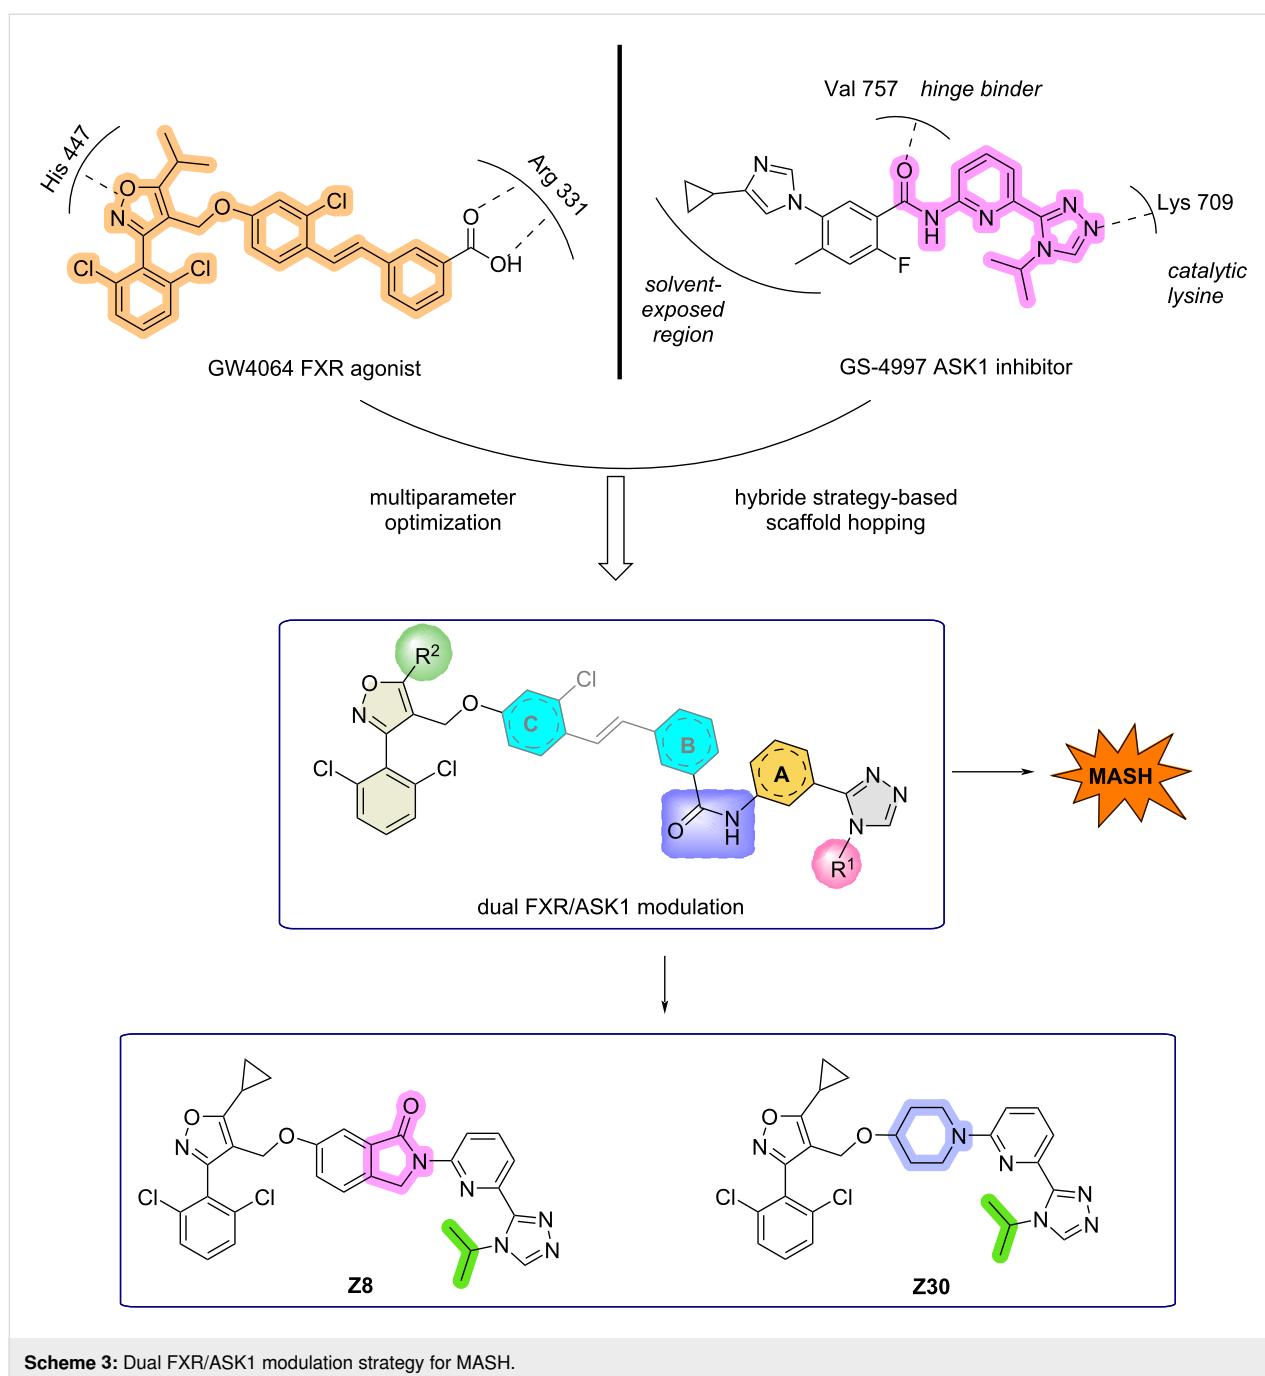 His 447
O
N
O
Cl
Cl
Cl
O
OH
Arg 331
GW4064 FXR agonist
Val 757 hinge binder
N
N
O
N
H
N
N
N
N
F
Lys 709
catalytic
lysine
solvent-
exposed
region
GS-4997 ASK1 inhibitor
multiparameter
optimization
hybride strategy-based
scaffold hopping
R2
O
N
O
Cl
C
B
A
Cl
Cl
O
N
H
N
N
N
R1
MASH
dual FXR/ASK1 modulation
O
N
O
O
N
N
Cl
Cl
N
N
N
Z8
O
N
O
N
N
Cl
Cl
N
N
N
Z30
Scheme 3: Dual FXR/ASK1 modulation strategy for MASH.